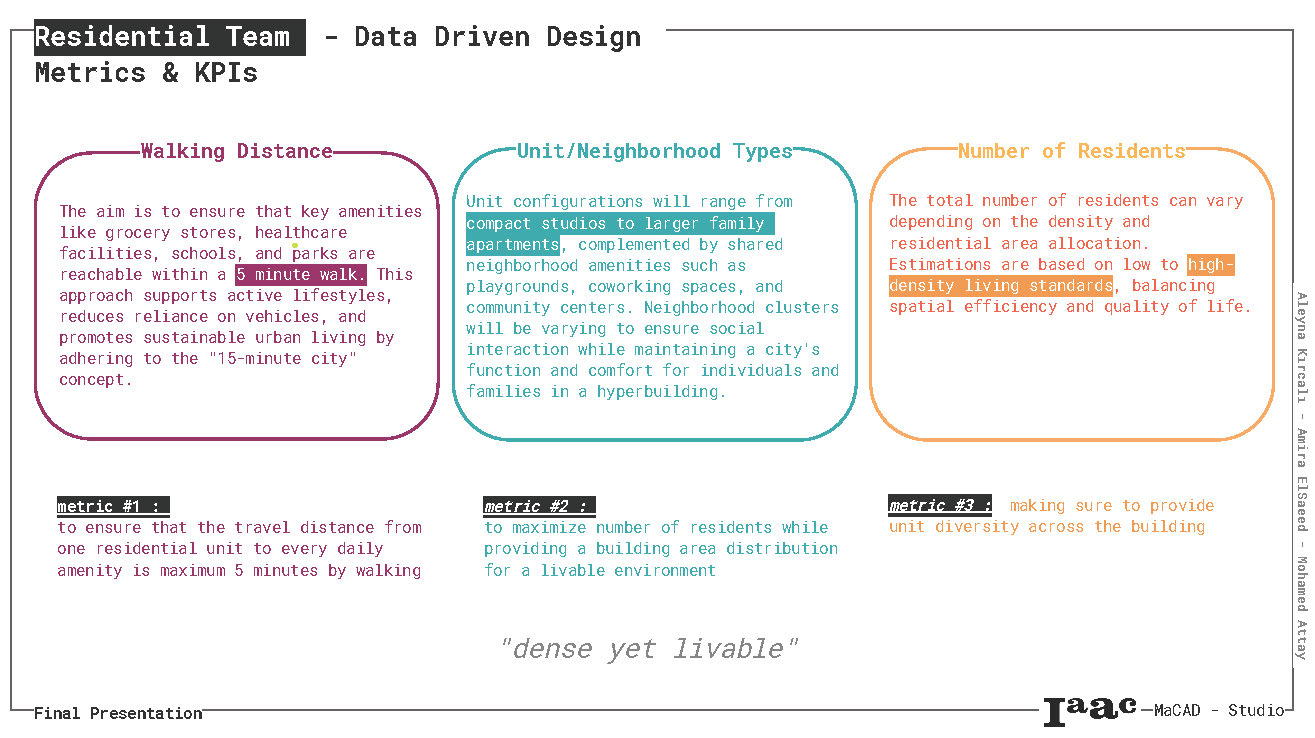 Residential Team - Data Driven Design
Metrics & KPIs
Walking Distance
The aim is to ensure that key amenities
like grocery stores, healthcare
facilities, schools, and parks are
reachable within a 5 minute walk. This
approach supports active lifestyles,
reduces reliance on vehicles, and
promotes sustainable urban living by
adhering to the "15-minute city"
concept.
Unit/Neighborhood Types
Unit configurations will range from
compact studios to larger family
apartments, complemented by shared
neighborhood amenities such as
playgrounds, coworking spaces, and
community centers. Neighborhood clusters
will be varying to ensure social
interaction while maintaining a city's
function and comfort for individuals and
families in a hyperbuilding.
Number of Residents
The total number of residents can vary
depending on the density and
residential area allocation.
Estimations are based on low to high-
density living standards, balancing
spatial efficiency and quality of life.
metric #1 :
to ensure that the travel distance from
one residential unit to every daily
amenity is maximum 5 minutes by walking
metric #2 :
to maximize number of residents while
providing a building area distribution
for a livable environment
metric #3 : making sure to provide
unit diversity across the building
"dense yet livable"
Aleyna Kırcalı - Amira ElSaeed - Mohamed Attay
Final Presentation
Iaac MaCAD - Studio